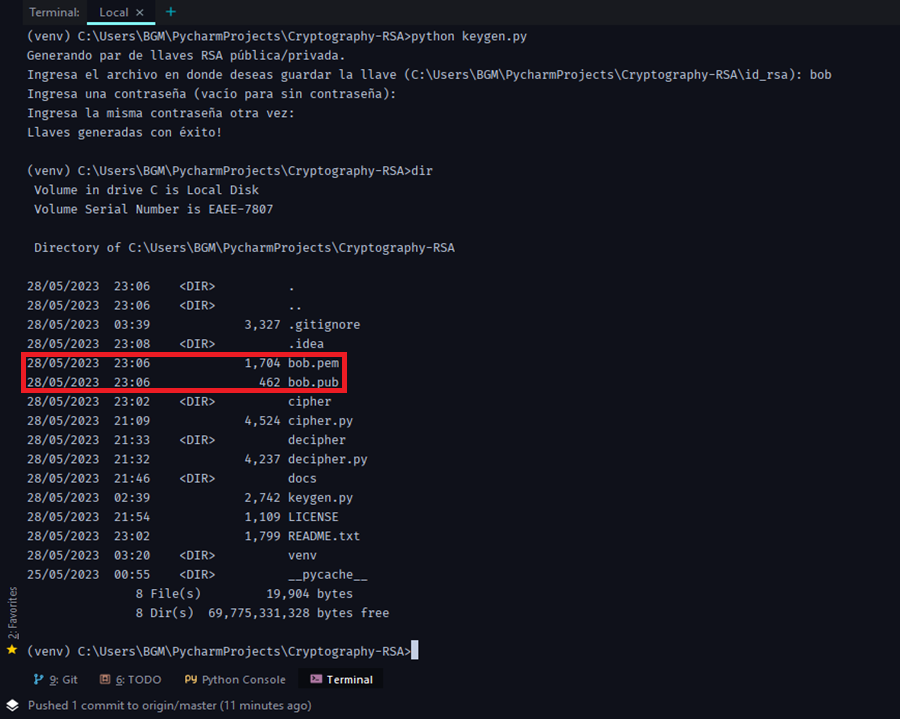 Terminal: Local × +
(venv) C:\Users\BGM\PycharmProjects\Cryptography-RSA>python keygen.py
Generando par de llaves RSA pública/privada.
Ingresa el archivo en donde deseas guardar la llave (C:\Users\BGM\PycharmProjects\Cryptography-RSA\id_rsa): bob
Ingresa una contraseña (vacío para sin contraseña):
Ingresa la misma contraseña otra vez:
Llaves generadas con éxito!
(venv) C:\Users\BGM\PycharmProjects\Cryptography-RSA>dir
Volume in drive C is Local Disk
Volume Serial Number is EAEE-7807
Directory of C:\Users\BGM\PycharmProjects\Cryptography-RSA
28/05/2023 23:06 <DIR> .
28/05/2023 23:06 <DIR> ..
28/05/2023 03:39 3,327 .gitignore
28/05/2023 23:08 <DIR> .idea
28/05/2023 23:06 1,704 bob.pem
28/05/2023 23:06 462 bob.pub
28/05/2023 23:02 <DIR> cipher
28/05/2023 21:09 4,524 cipher.py
28/05/2023 21:33 <DIR> decipher
28/05/2023 21:32 4,237 decipher.py
28/05/2023 21:46 <DIR> docs
28/05/2023 02:39 2,742 keygen.py
28/05/2023 21:54 1,109 LICENSE
28/05/2023 23:02 1,799 README.txt
28/05/2023 03:20 <DIR> venv
25/05/2023 00:55 <DIR> __pycache__
8 File(s) 19,904 bytes
8 Dir(s) 69,775,331,328 bytes free
(venv) C:\Users\BGM\PycharmProjects\Cryptography-RSA>
2: Favorites
9: Git 6: TODO Python Console Terminal
Pushed 1 commit to origin/master (11 minutes ago)